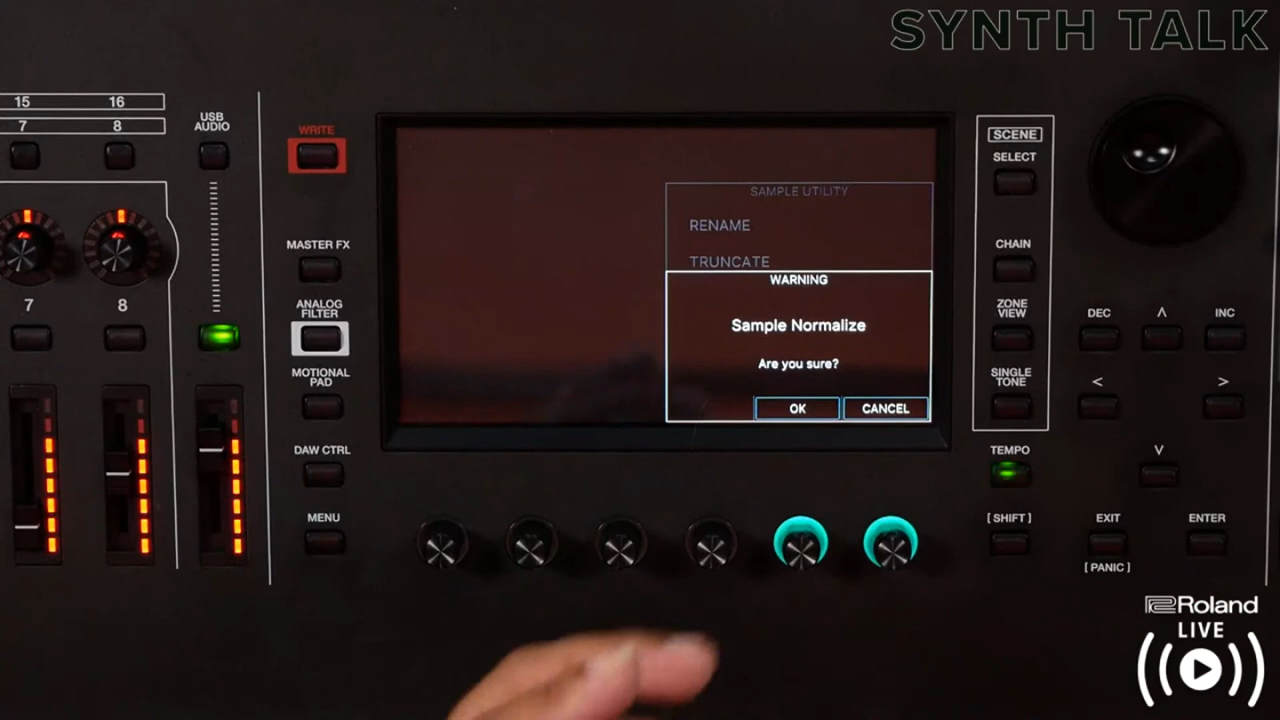 SYNTH TALK
15 16
7 8
USB
AUDIO
7
8
WRITE
MASTER FX
ANALOG
FILTER
MOTIONAL
PAD
DAW CTRL
MENU
SAMPLE UTILITY
RENAME
TRUNCATE
WARNING
Sample Normalize
Are you sure?
OK CANCEL
SCENE
SELECT
CHAIN
ZONE
VIEW
SINGLE
TONE
TEMPO
[SHIFT]
DEC Λ INC
< >
V
EXIT ENTER
[PANIC]
Roland
LIVE